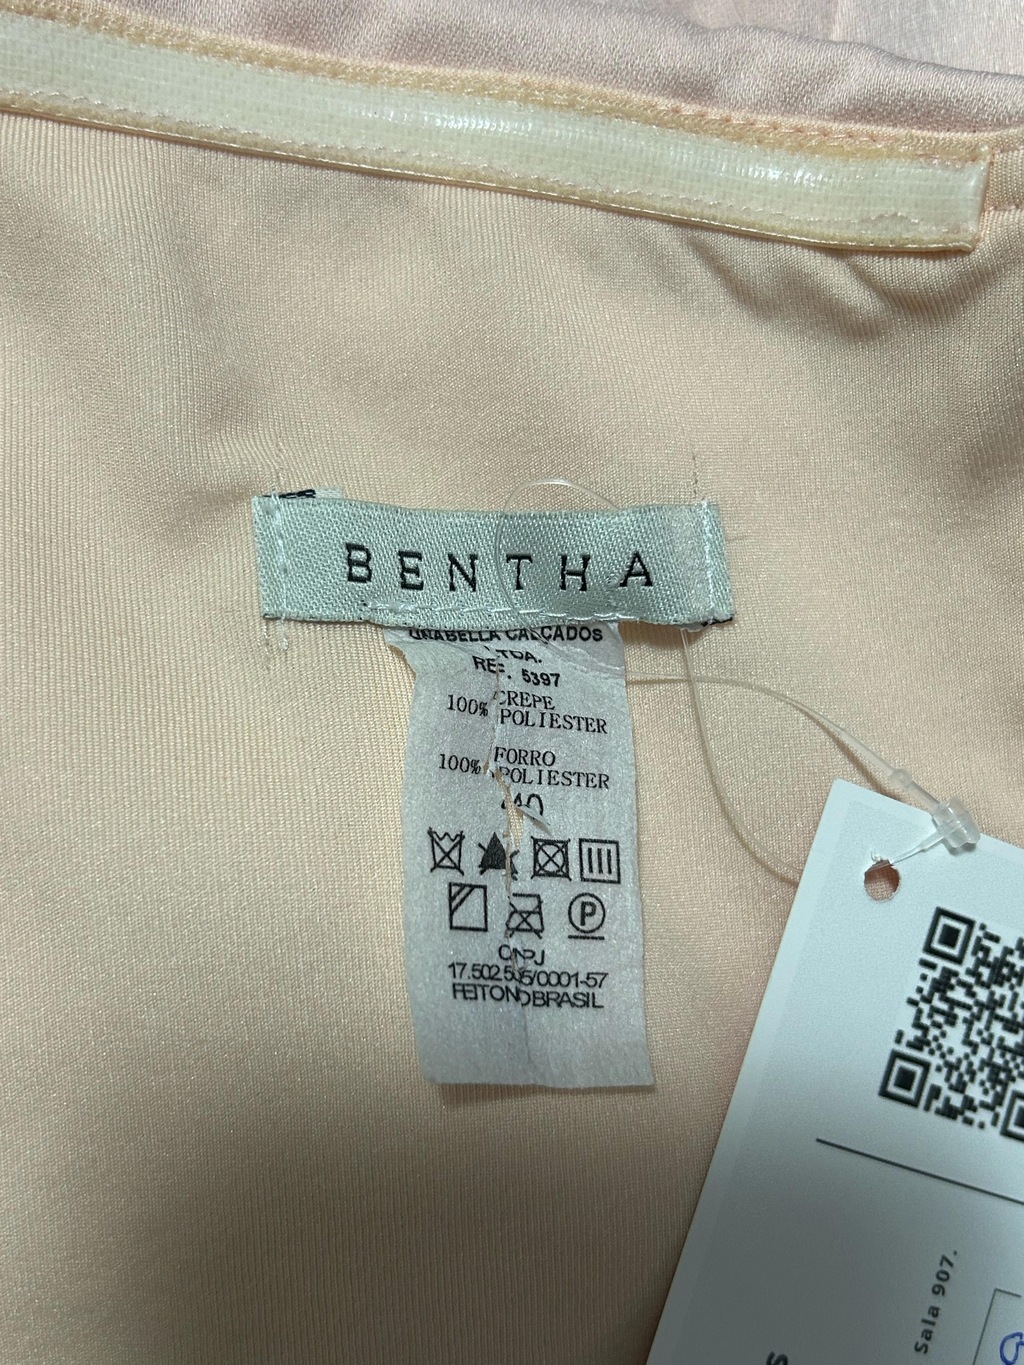 BENTHA
CALÇADOS
LTDA.
REF. 5397
CREPE
100% POLIESTER
FORRO
100% POLIESTER
40
P
CNPJ
FEITO NO BRASIL
Sala 907.